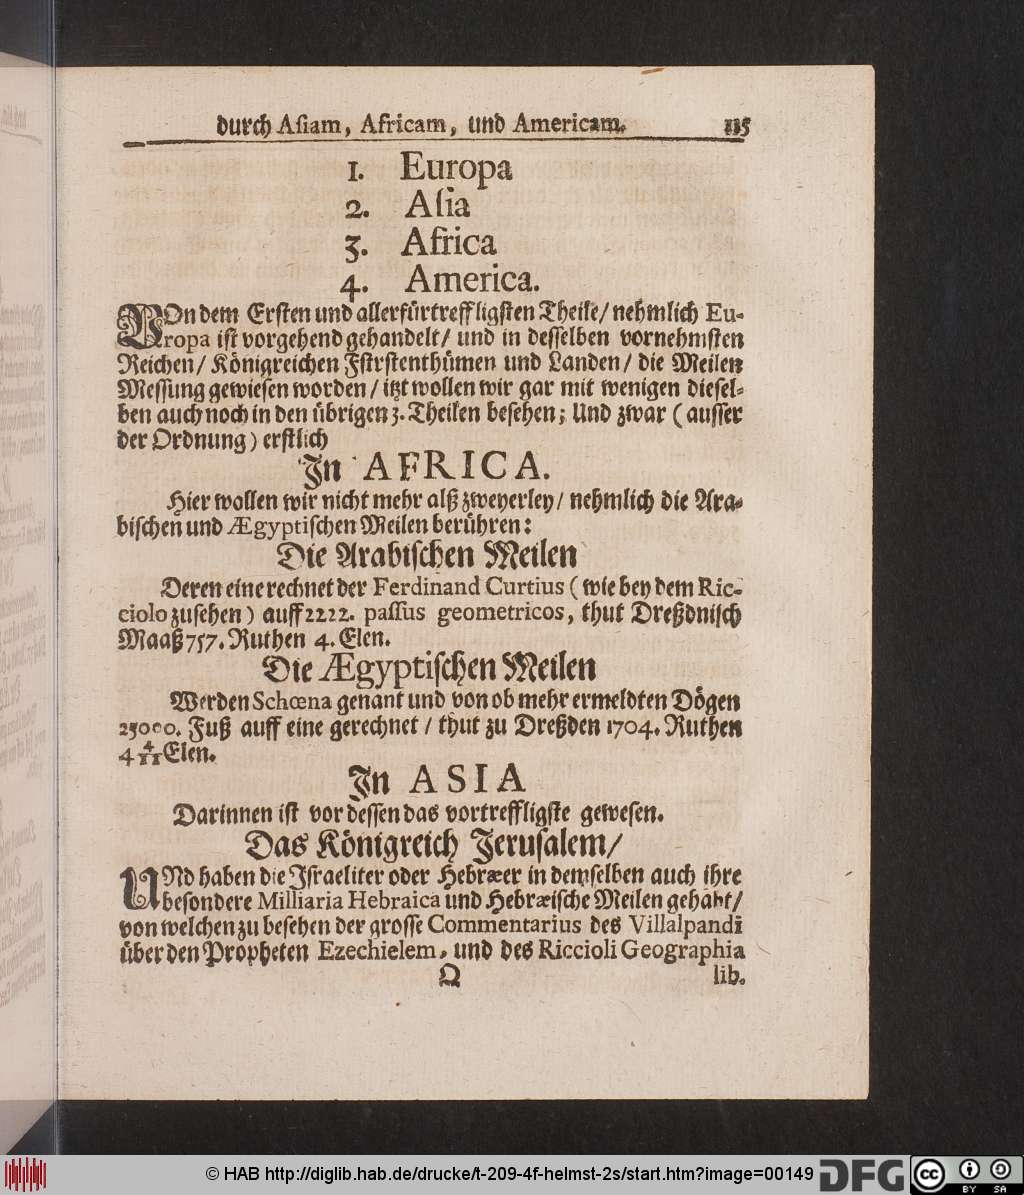 durch Asiam, Africam, und Americam. 115
1. Europa
2. Asia
3. Africa
4. America.
VOn dem Ersten und allerfürtreffligsten Theile/ nehmlich Eu-
ropa ist vorgehend gehandelt/ und in desselben vornehmsten
Reichen/ Königreichen Fstrstenthümen und Landen/ die Meilen
Messung gewiesen worden/ itzt wollen wir gar mit wenigen diesel-
ben auch noch in den übrigen 3. Theilen besehen; Und zwar (ausser
der Ordnung) erstlich
In AFRICA.
Hier wollen wir nicht mehr alß zweyerley/ nehmlich die Ara-
bischen und Ægyptischen Meilen berühren:
Die Arabischen Meilen
Deren eine rechnet der Ferdinand Curtius (wie bey dem Ric-
ciolo zusehen) auff 2222. passus geometricos, thut Dreßdnisch
Maaß 757. Ruthen 4. Elen.
Die Ægyptischen Meilen
Werden Schœna genant und von ob mehr ermeldten Dögen
25000. Fuß auff eine gerechnet/ thut zu Dreßden 1704. Ruthen
4 4/11 Elen.
In ASIA
Darinnen ist vor dessen das vortreffligste gewesen.
Das Königreich Jerusalem/
UNd haben die Israeliter oder Hebræer in demselben auch ihre
besondere Milliaria Hebraica und Hebræische Meilen gehabt/
von welchen zu besehen der grosse Commentarius des Villalpandi
über den Propheten Ezechielem, und des Riccioli Geographia
Q lib.
© HAB http://diglib.hab.de/drucke/t-209-4f-helmst-2s/start.htm?image=00149 DFG cc BY SA